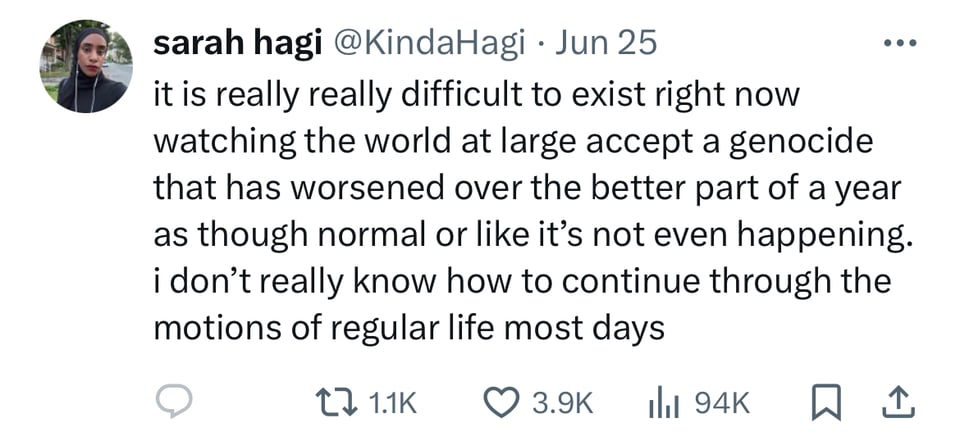 sarah hagi @KindaHagi · Jun 25
it is really really difficult to exist right now
watching the world at large accept a genocide
that has worsened over the better part of a year
as though normal or like it’s not even happening.
i don’t really know how to continue through the
motions of regular life most days
1.1K 3.9K 94K